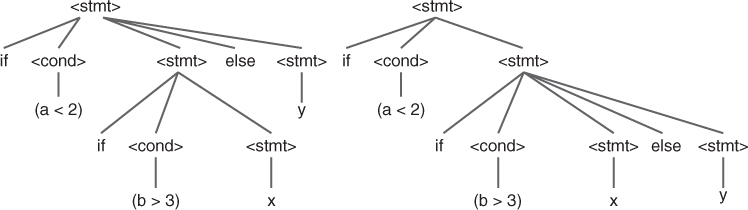 <stmt> <stmt>
if <cond> <stmt> else <stmt> if <cond> <stmt>
(a < 2) y (a < 2)
if <cond> <stmt> if <cond> <stmt> else <stmt>
(b > 3) x (b > 3) x y